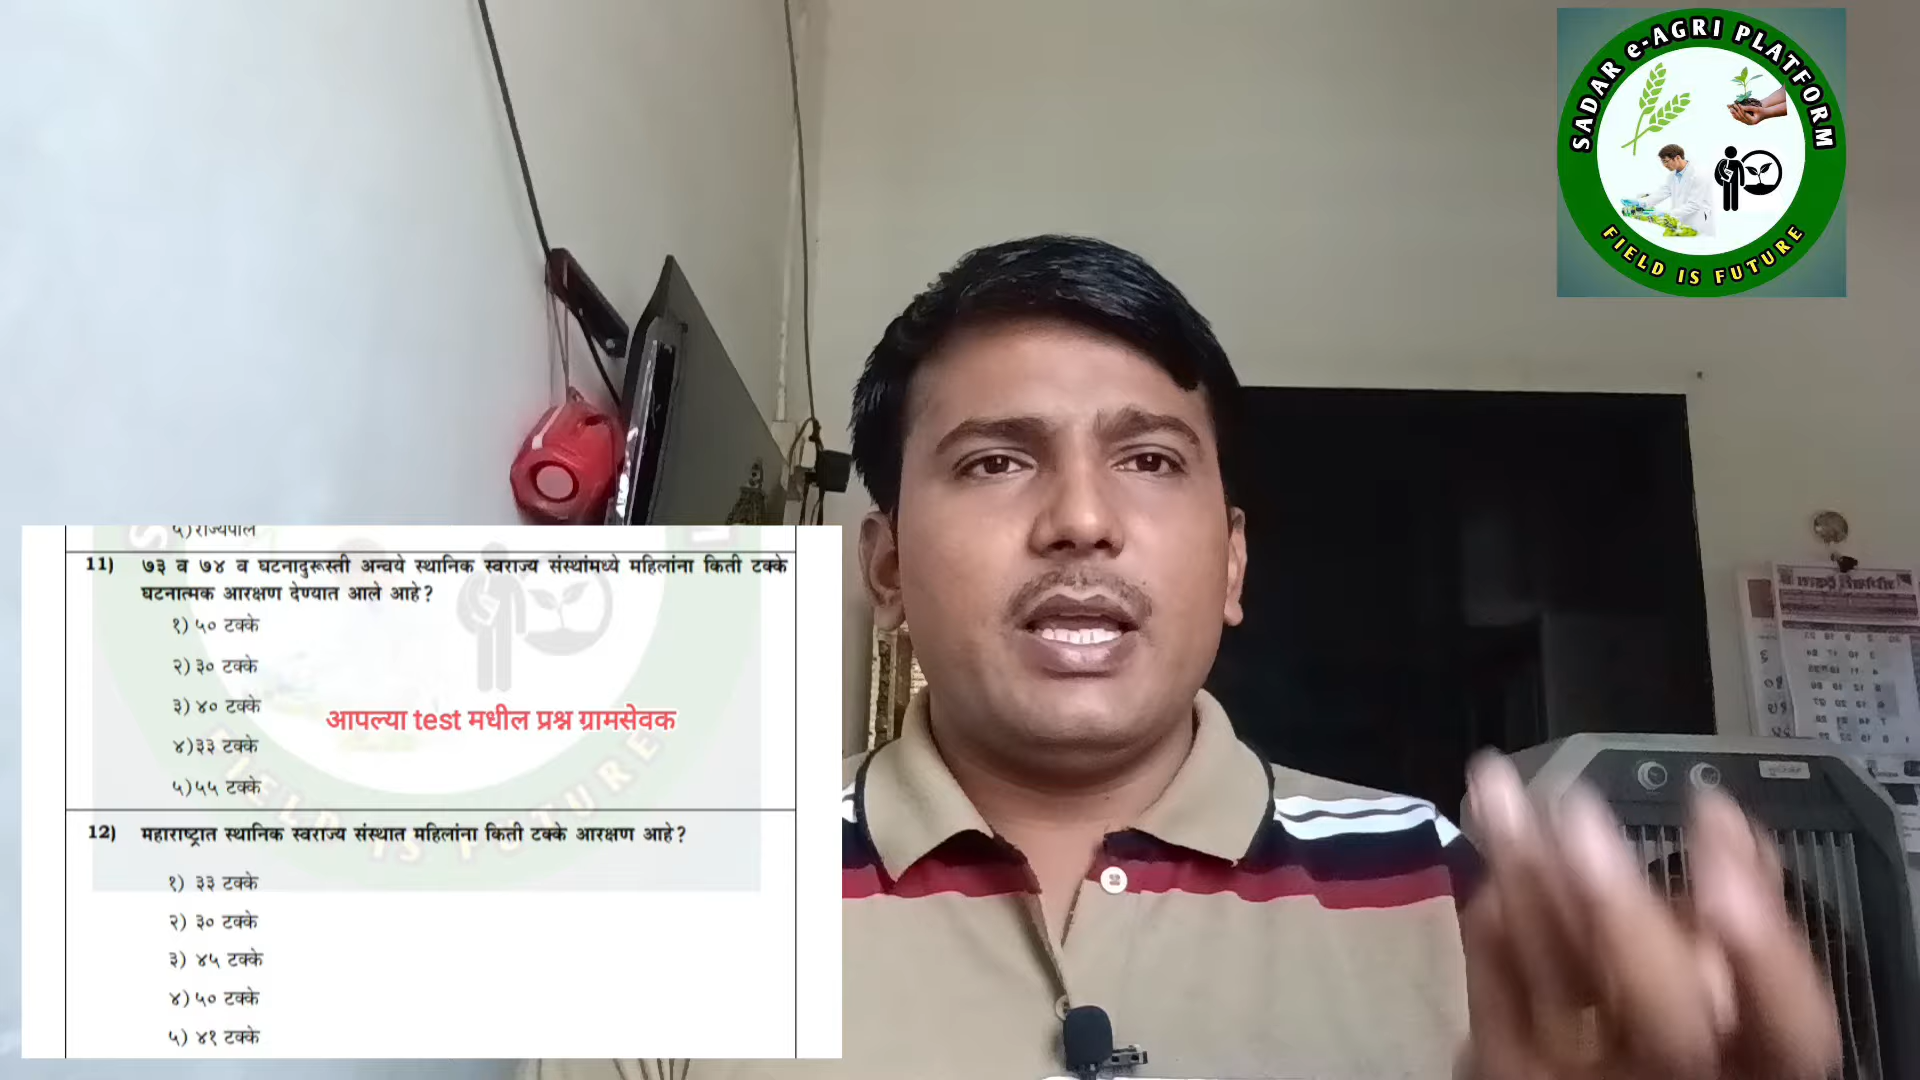 SADAR e-AGRI PLATFORM
FIELD IS FUTURE
५) राज्यपाल
11) ७३ व ७४ व घटनादुरूस्ती अन्वये स्थानिक स्वराज्य संस्थांमध्ये महिलांना किती टक्के
घटनात्मक आरक्षण देण्यात आले आहे?
१) ५० टक्के
२) ३० टक्के
३) ४० टक्के
आपल्या test मधील प्रश्न ग्रामसेवक
४)३३ टक्के
५) ५५ टक्के
12) महाराष्ट्रात स्थानिक स्वराज्य संस्थात महिलांना किती टक्के आरक्षण आहे?
१) ३३ टक्के
२) ३० टक्के
३) ४५ टक्के
४) ५० टक्के
५) ४१ टक्के